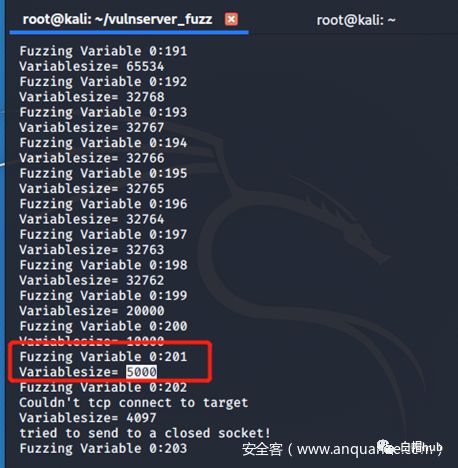 root@kali: ~/vulnserver_fuzz
root@kali: ~
Fuzzing Variable 0:191
Variablesize= 65534
Fuzzing Variable 0:192
Variablesize= 32768
Fuzzing Variable 0:193
Variablesize= 32767
Fuzzing Variable 0:194
Variablesize= 32766
Fuzzing Variable 0:195
Variablesize= 32765
Fuzzing Variable 0:196
Variablesize= 32764
Fuzzing Variable 0:197
Variablesize= 32763
Fuzzing Variable 0:198
Variablesize= 32762
Fuzzing Variable 0:199
Variablesize= 20000
Fuzzing Variable 0:200
Variablesize= 10000
Fuzzing Variable 0:201
Variablesize= 5000
Fuzzing Variable 0:202
Couldn't tcp connect to target
Variablesize= 4097
tried to send to a closed socket!
Fuzzing Variable 0:203
安全客(www.anquanke.com)
白帽hub